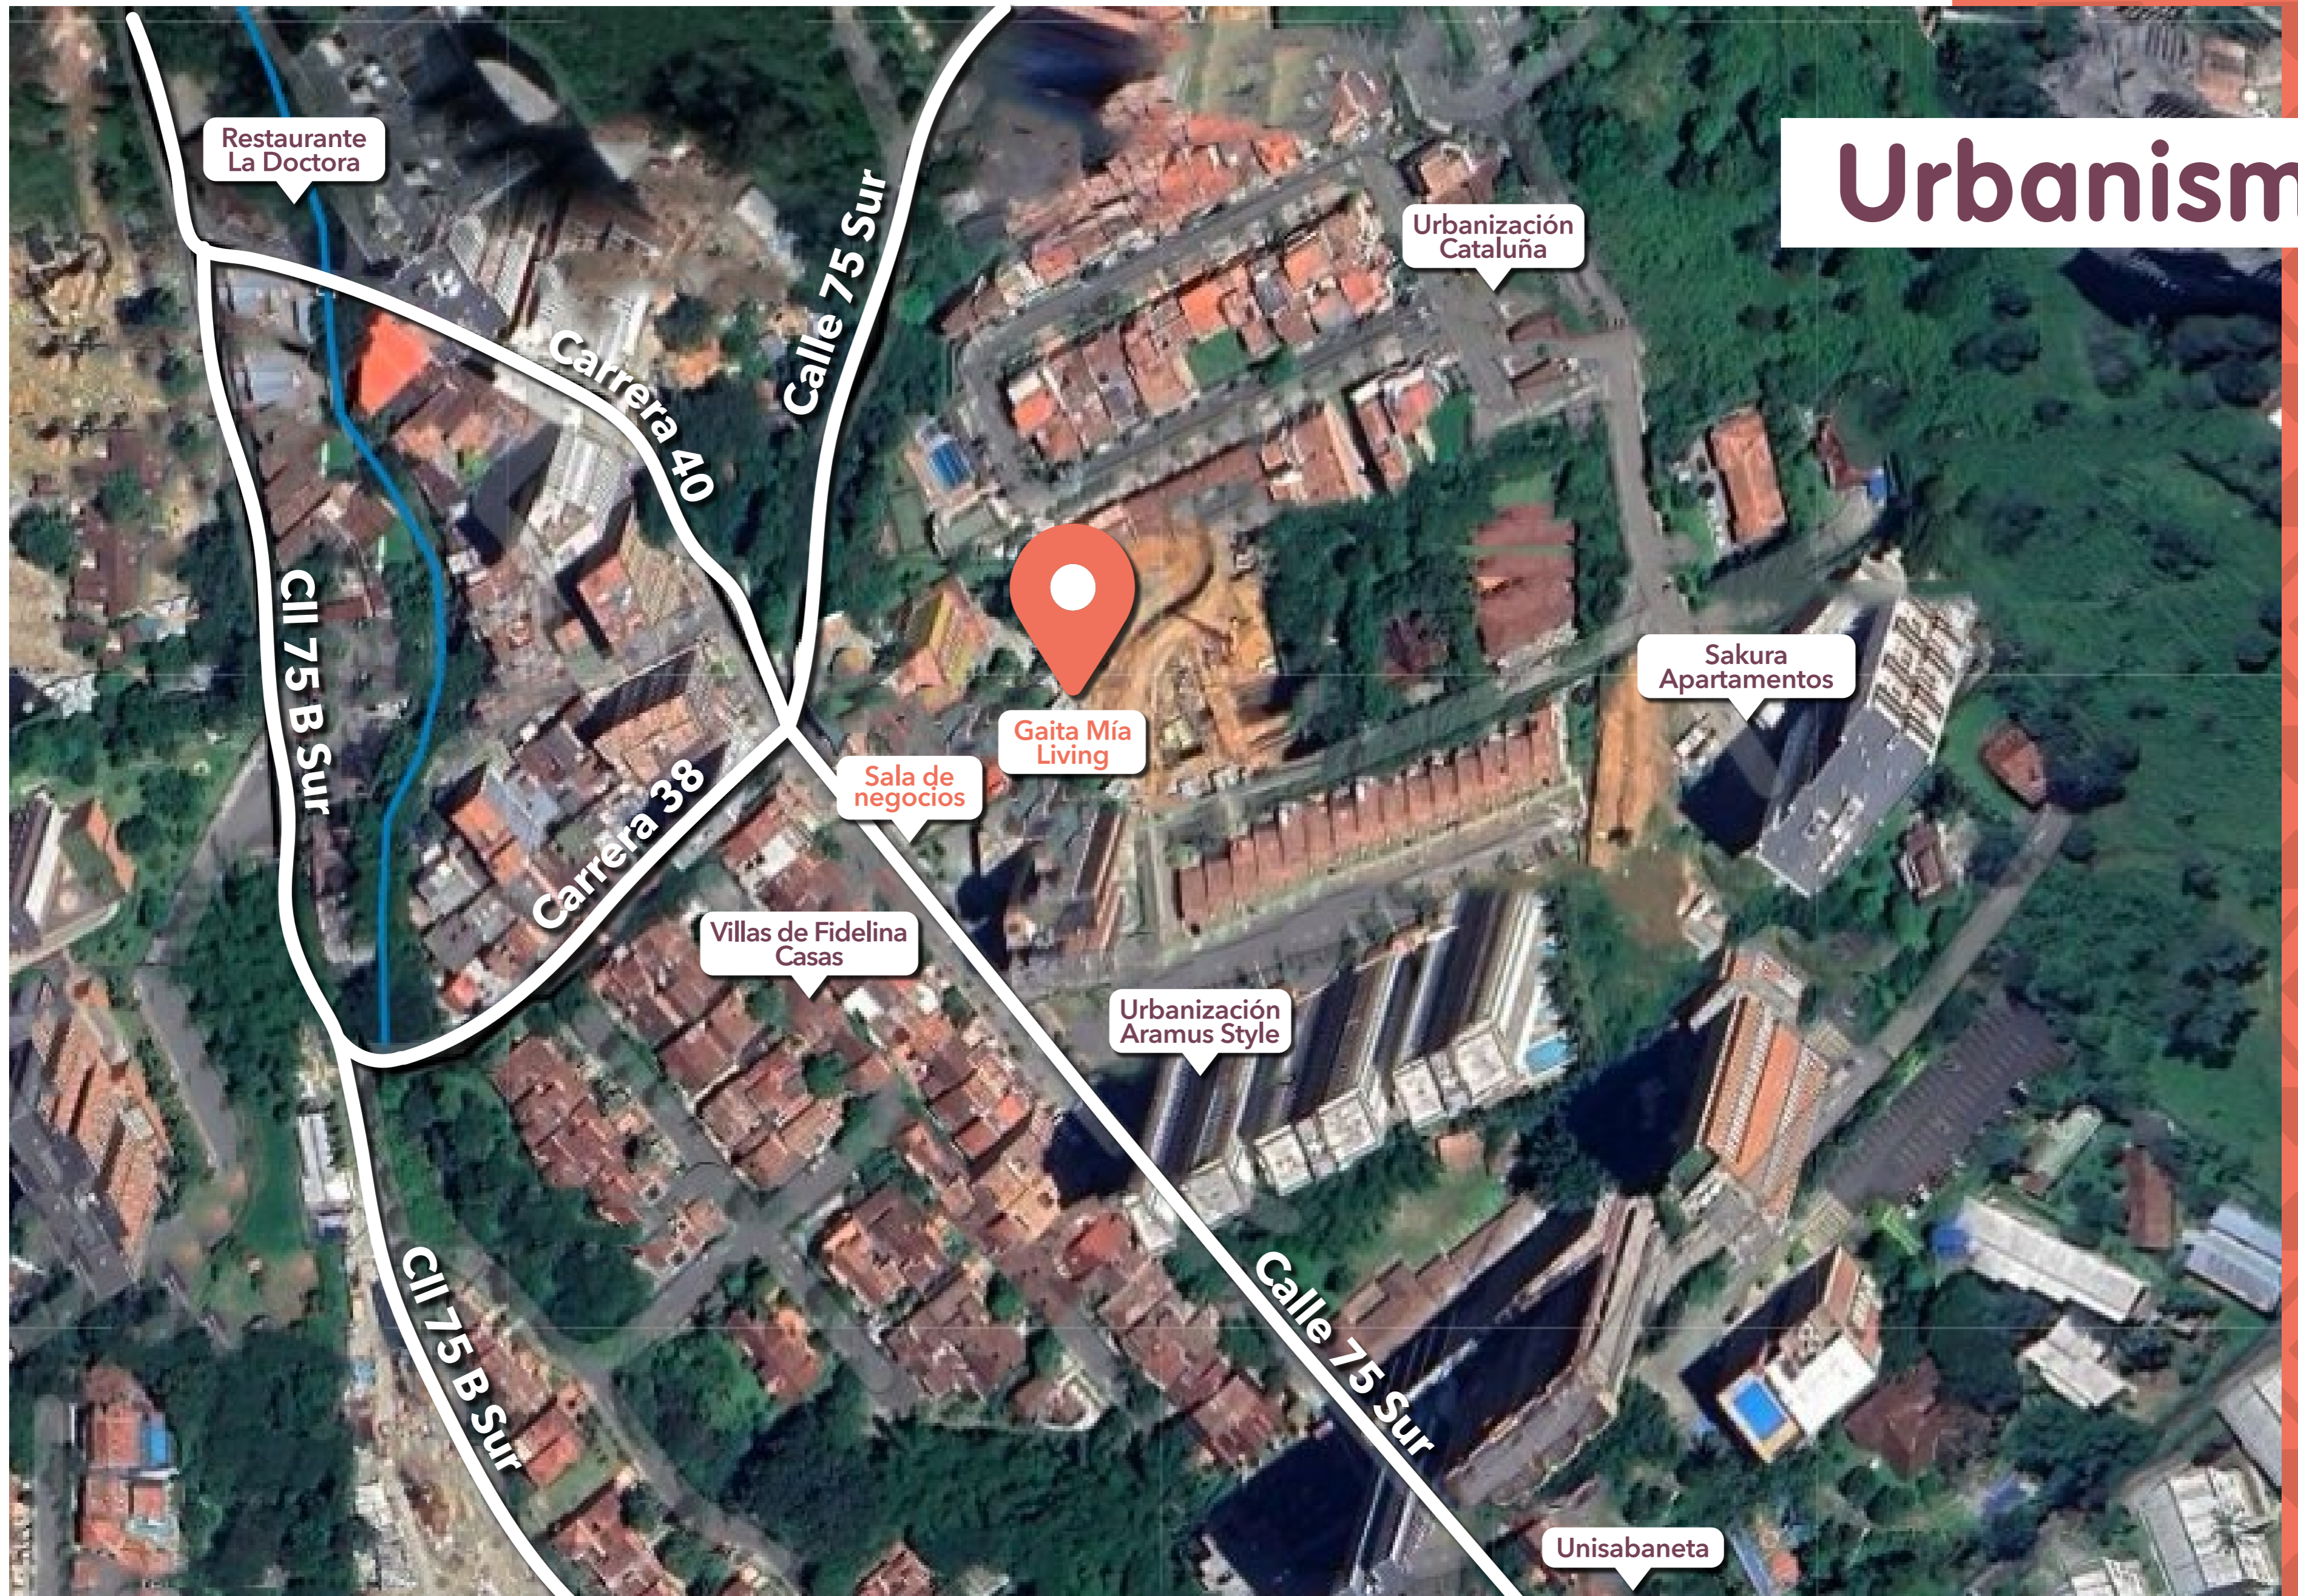 Restaurante
La Doctora
Urbanism
Calle 75 Sur
Urbanización
Cataluña
Carrera 40
Cll 75 B Sur
Sakura
Apartamentos
Gaita Mía
Living
Sala de
negocios
Carrera 38
Villas de Fidelina
Casas
Urbanización
Aramus Style
Cll 75 B Sur
Calle 75 Sur
Unisabaneta